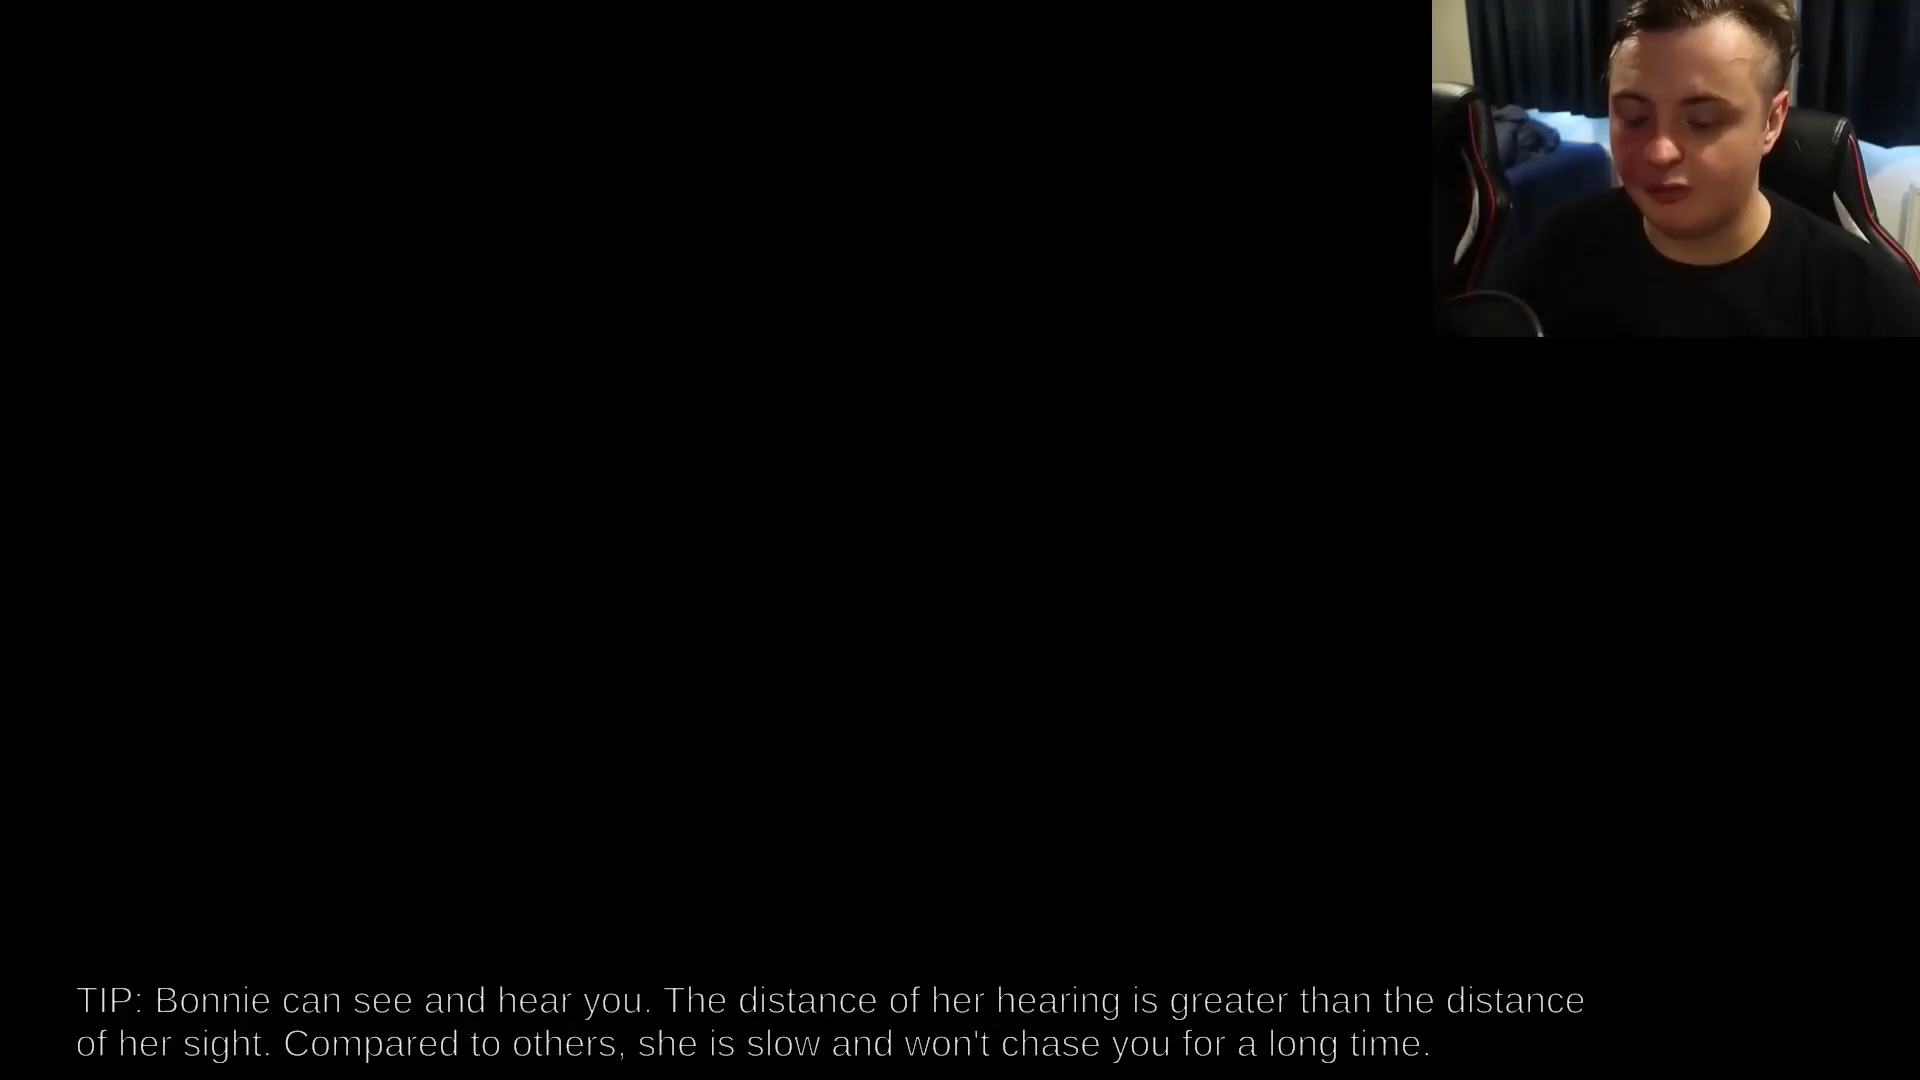 TIP: Bonnie can see and hear you. The distance of her hearing is greater than the distance
of her sight. Compared to others, she is slow and won't chase you for a long time.